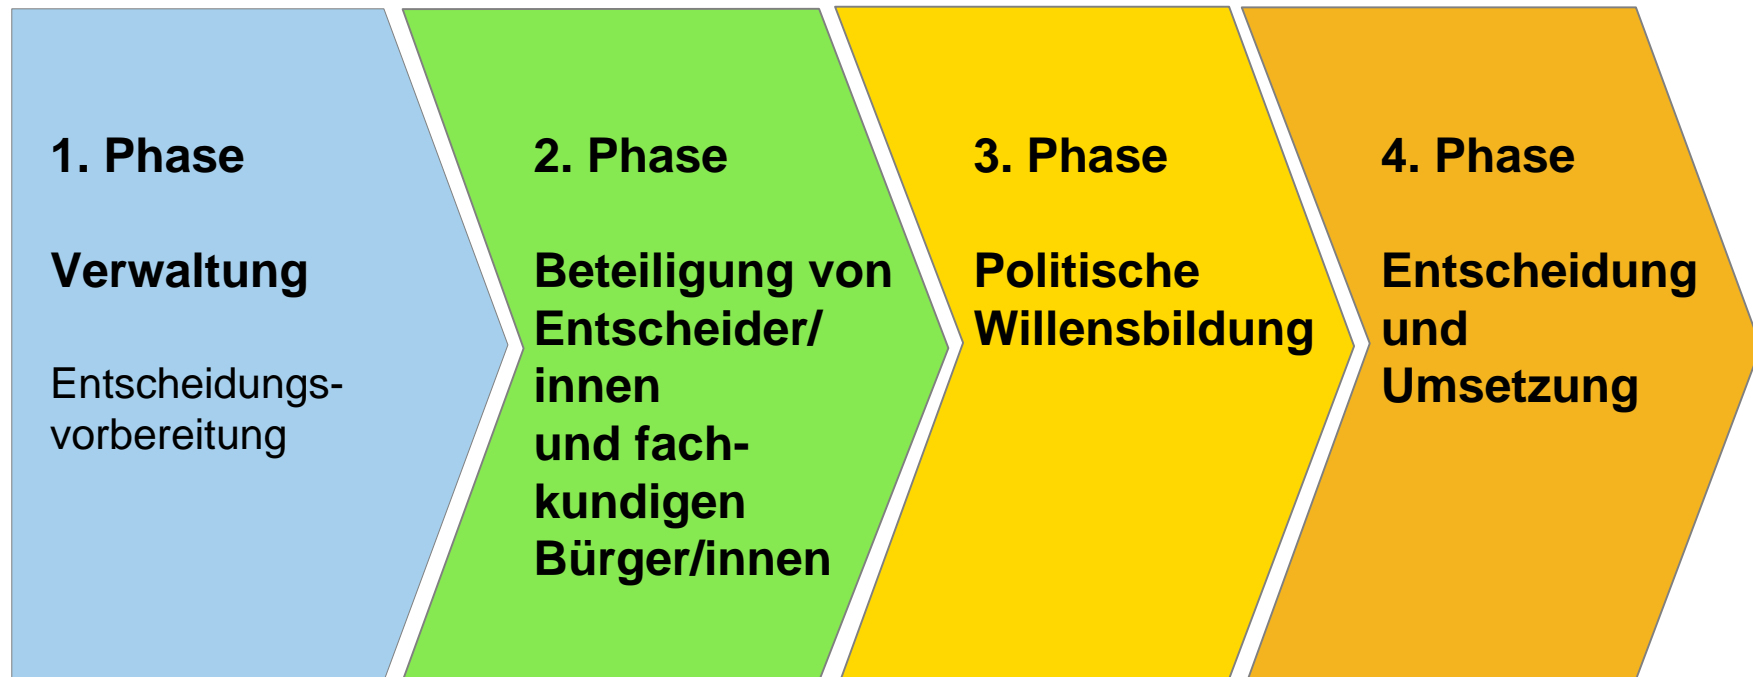 1. Phase
Verwaltung
Entscheidungs-
vorbereitung
2. Phase
Beteiligung von
Entscheider/
innen
und fach-
kundigen
Bürger/innen
3. Phase
Politische
Willensbildung
4. Phase
Entscheidung
und
Umsetzung